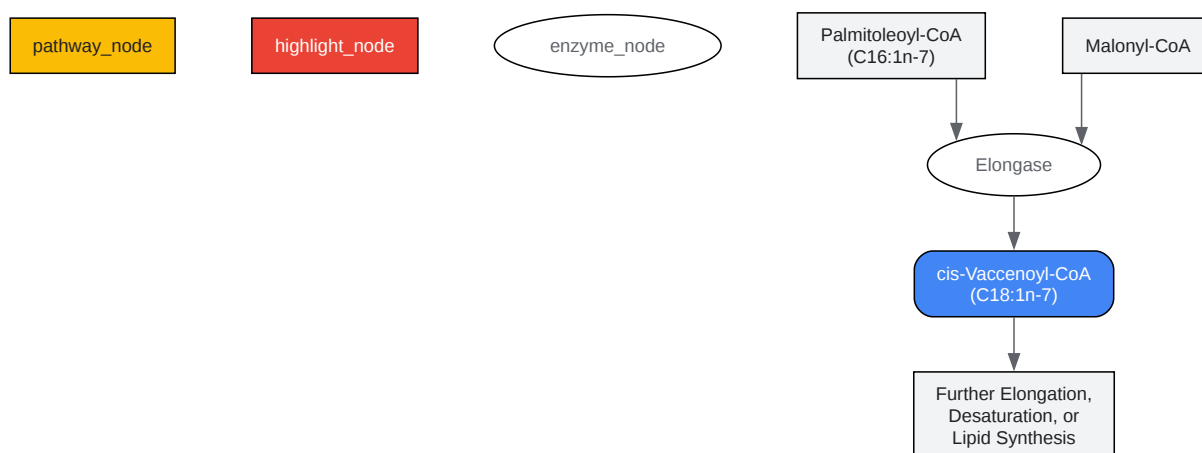 pathway_node
highlight_node
enzyme_node
Palmitoleoyl-CoA
(C16:1n-7)
Malonyl-CoA
Elongase
cis-Vaccenoyl-CoA
(C18:1n-7)
Further Elongation,
Desaturation, or
Lipid Synthesis